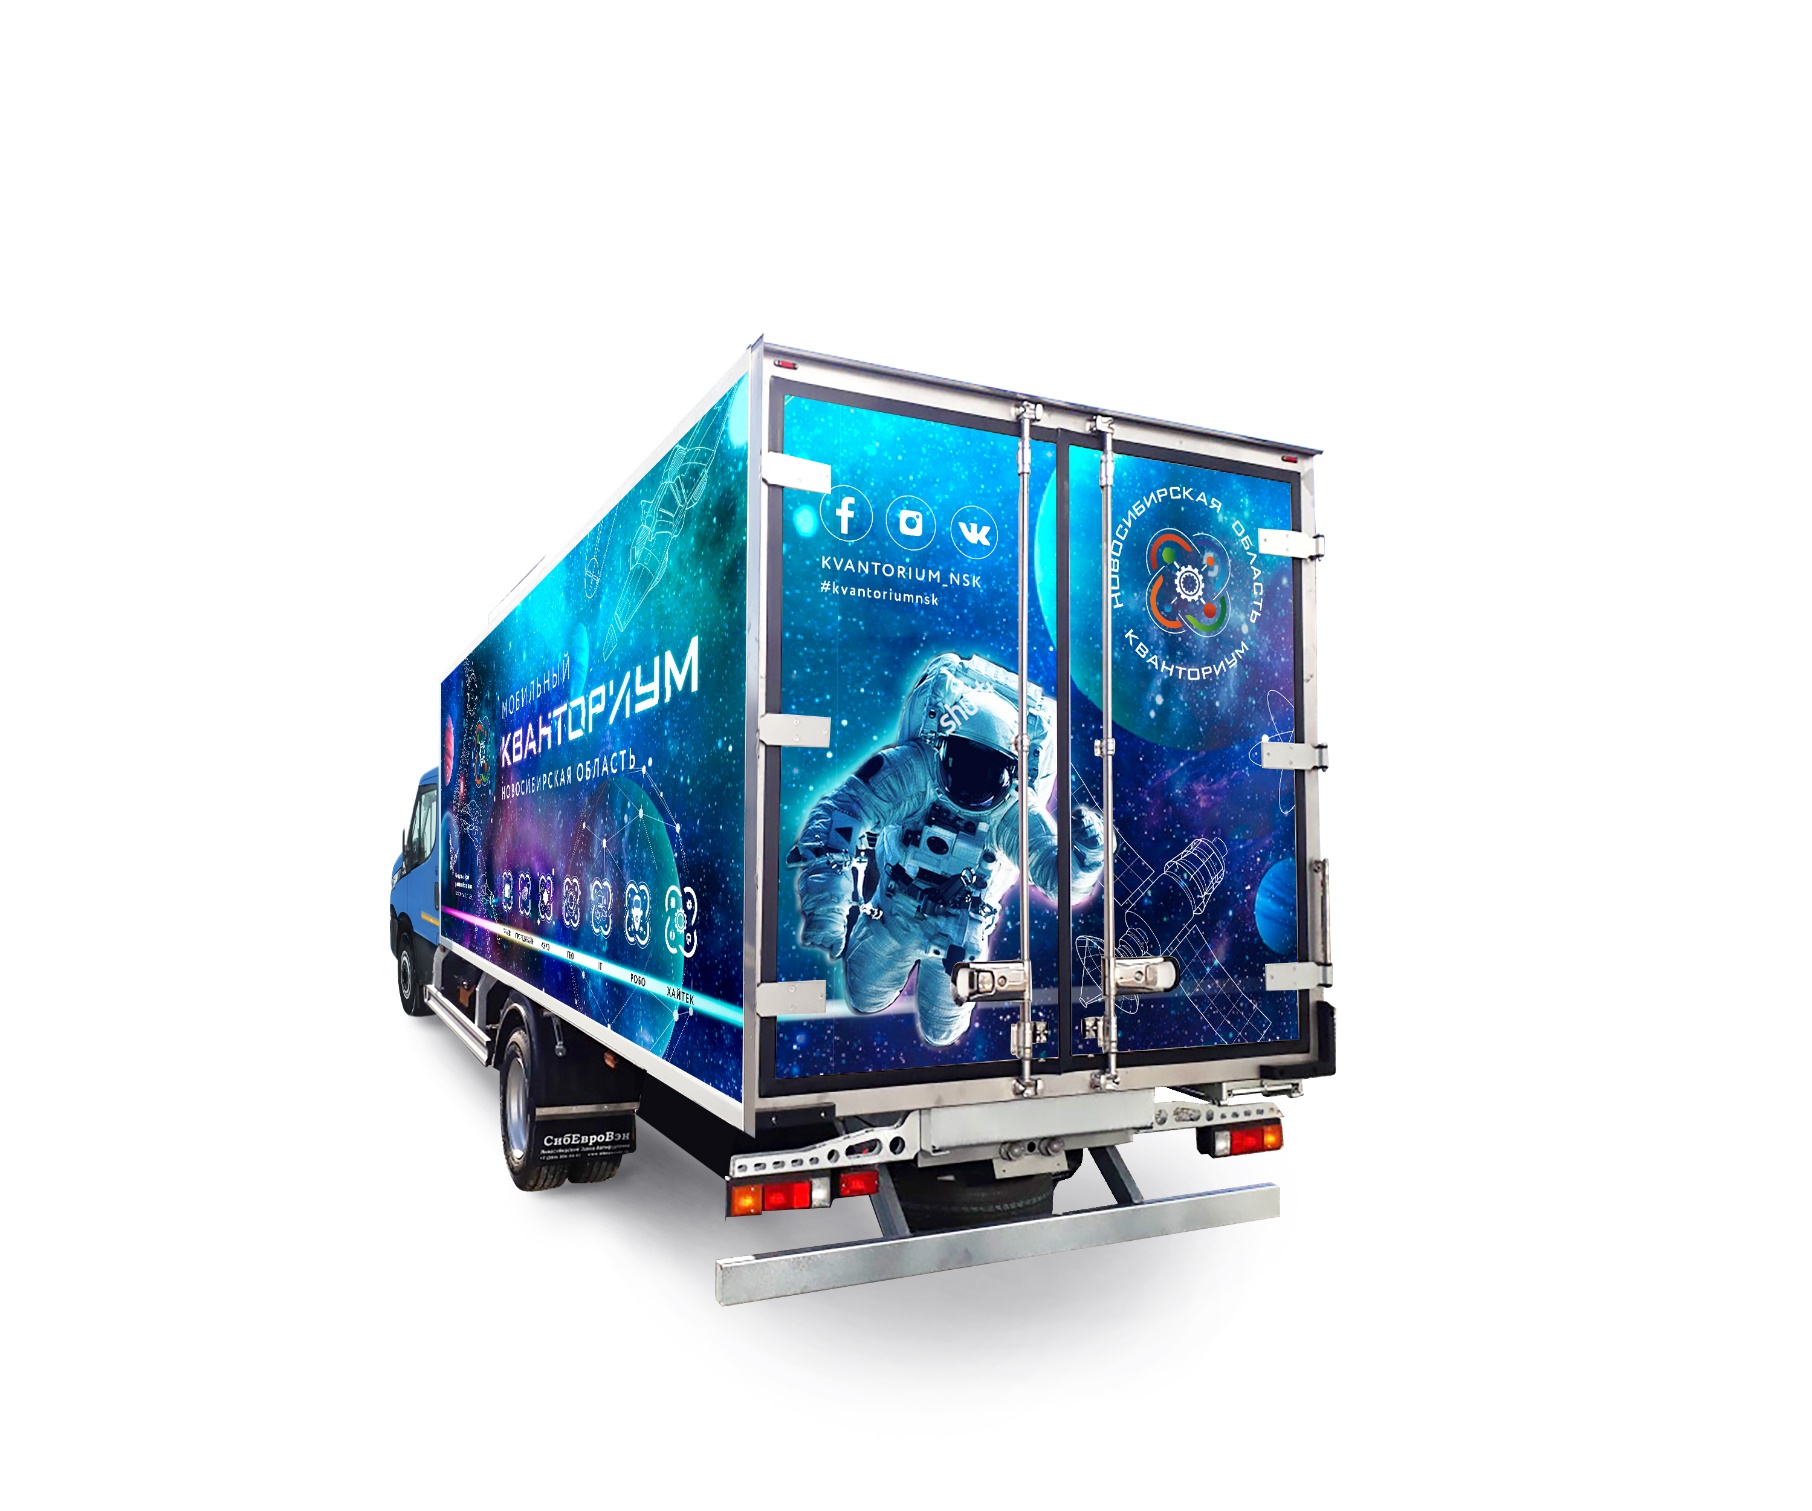 МОБИЛЬНЫЙ
КВАНТОРИУМ
НОВОСИБИРСКАЯ ОБЛАСТЬ
ГЕО
IT
РОБО
ХАЙТЕК
KVANTORIUM_NSK
#kvantoriumnsk
НОВОСИБИРСКАЯ ОБЛАСТЬ
КВАНТОРИУМ
СибЕвроВэн